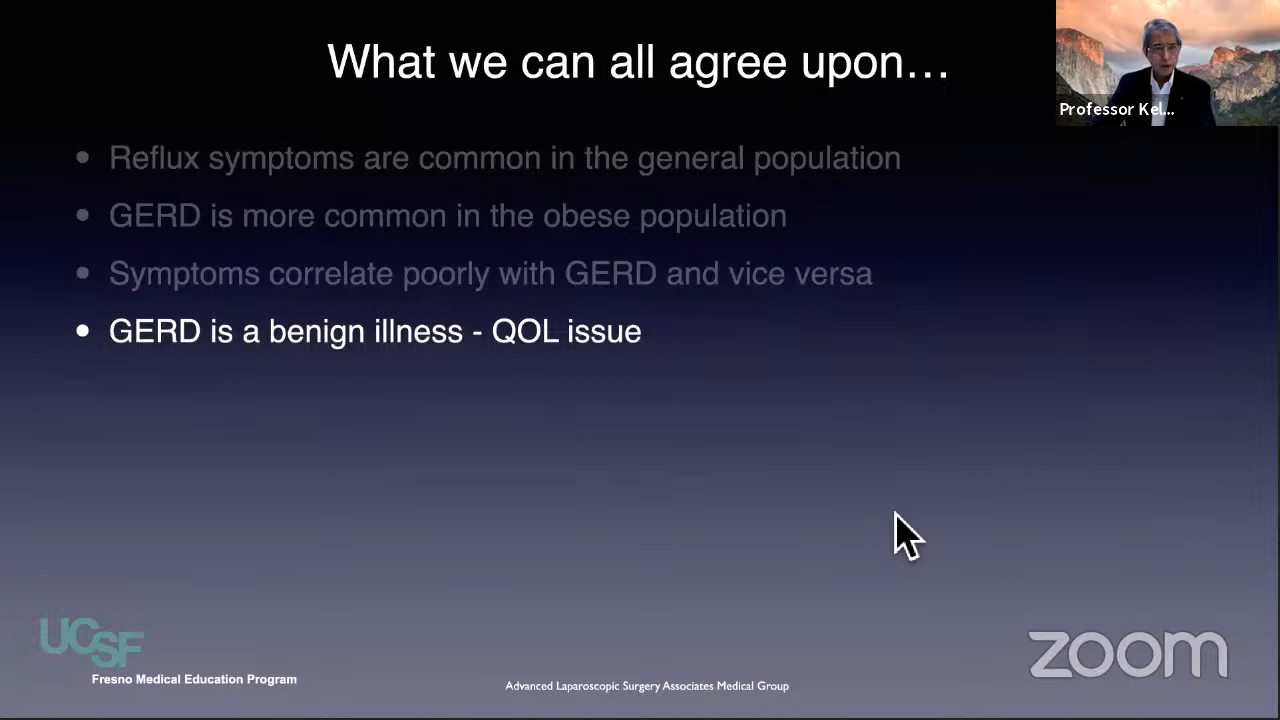 What we can all agree upon…
Professor Kel...
• Reflux symptoms are common in the general population
• GERD is more common in the obese population
• Symptoms correlate poorly with GERD and vice versa
• GERD is a benign illness - QOL issue
UCSF
Fresno Medical Education Program
Advanced Laparoscopic Surgery Associates Medical Group
zoom